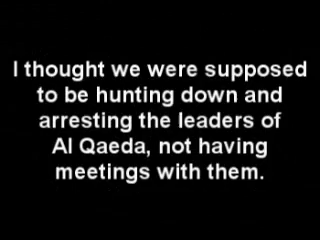 I thought we were supposed
to be hunting down and
arresting the leaders of
Al Qaeda, not having
meetings with them.